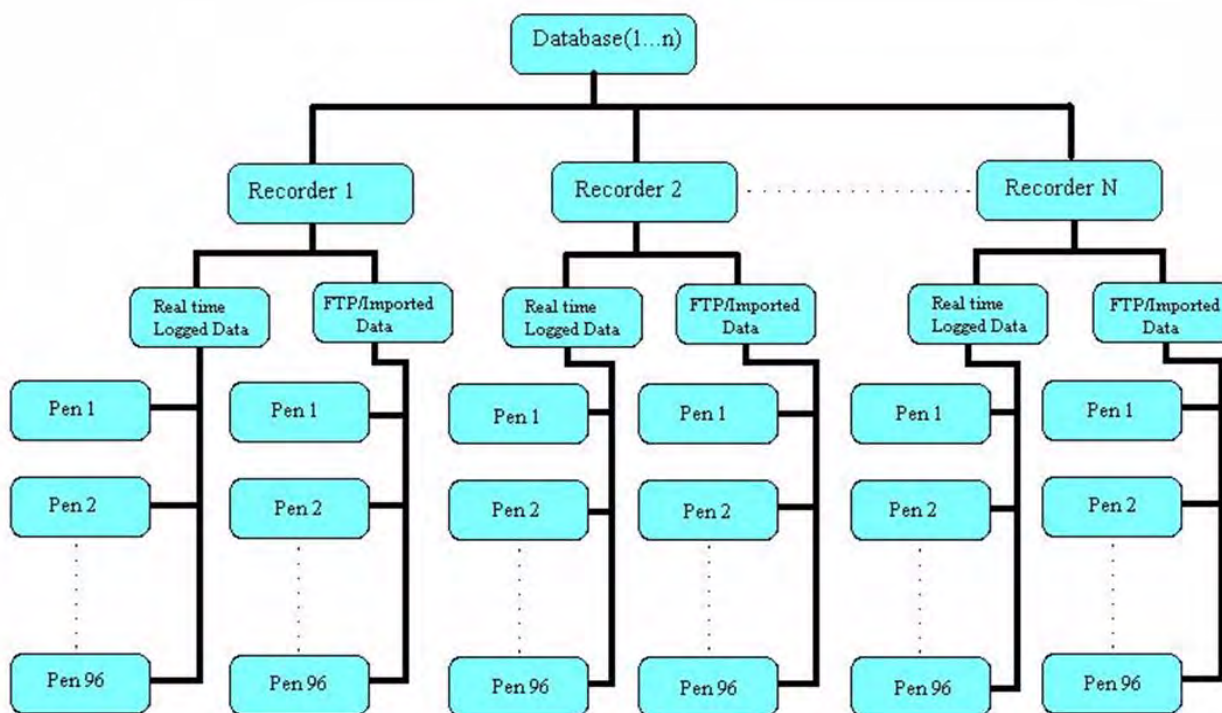 Database(1...n)
Recorder 1
Recorder 2
Recorder N
Real time
Logged Data
FTP/Imported
Data
Real time
Logged Data
FTP/Imported
Data
Real time
Logged Data
FTP/Imported
Data
Pen 1
Pen 1
Pen 1
Pen 1
Pen 1
Pen 1
Pen 2
Pen 2
Pen 2
Pen 2
Pen 2
Pen 2
Pen 96
Pen 96
Pen 96
Pen 96
Pen 96
Pen 96